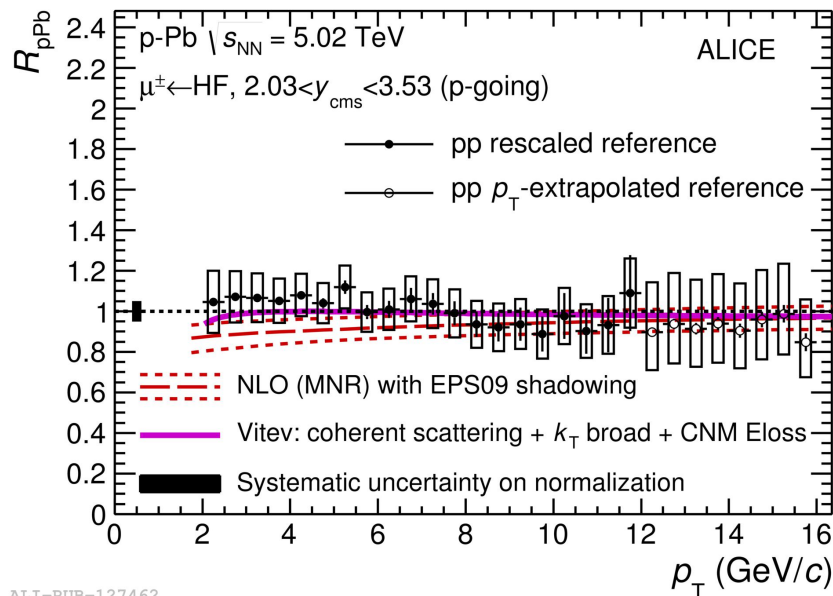 p-Pb √s_NN = 5.02 TeV
ALICE
μ±←HF, 2.03<y_cms<3.53 (p-going)
pp rescaled reference
pp p_T-extrapolated reference
NLO (MNR) with EPS09 shadowing
Vitev: coherent scattering + k_T broad + CNM Eloss
Systematic uncertainty on normalization
R_pPb
2.4
2.2
2
1.8
1.6
1.4
1.2
1
0.8
0.6
0.4
0.2
0
0 2 4 6 8 10 12 14 16
p_T (GeV/c)